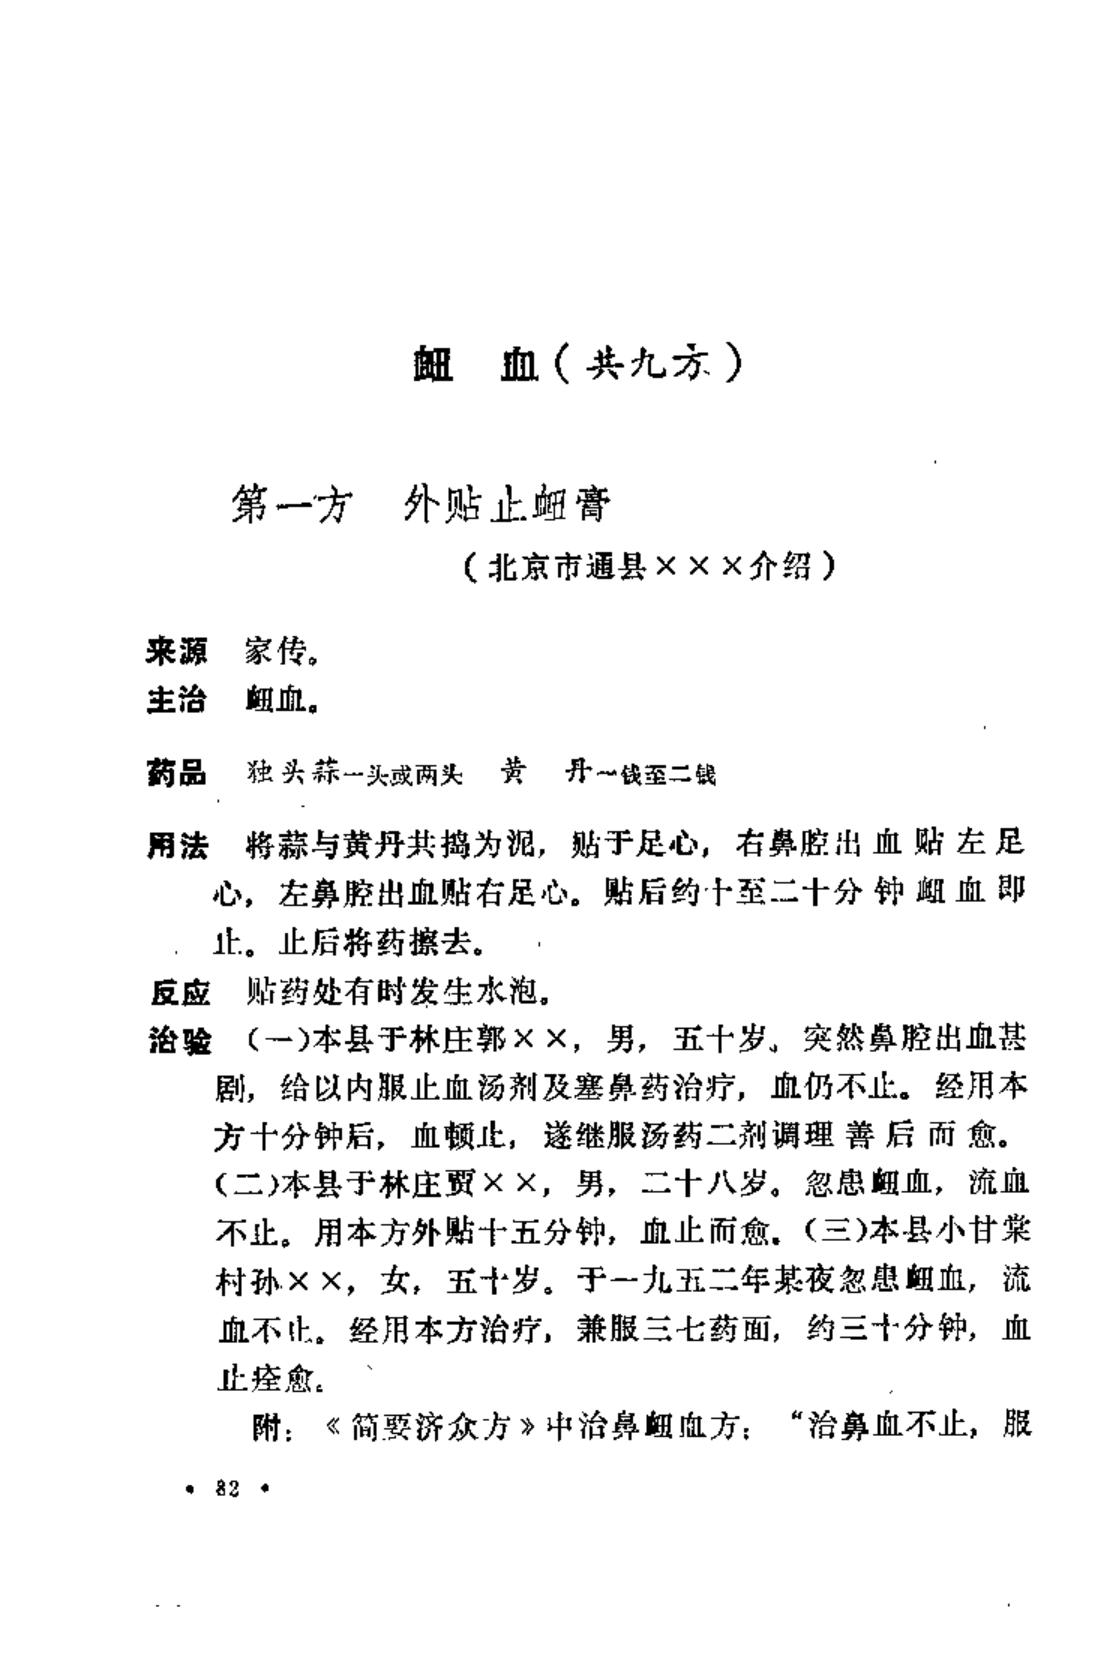 衄　血（共九方）
第一方　外贴止衄膏
（北京市通县×××介绍）
来源　家传。
主治　衄血。
药品　独头蒜一头或两头　黄　丹一钱至二钱
用法　将蒜与黄丹共捣为泥，贴于足心，右鼻腔出血贴左足
心，左鼻腔出血贴右足心。贴后约十至二十分钟衄血即
止。止后将药擦去。
反应　贴药处有时发生水泡。
治验　（一）本县于林庄郭××，男，五十岁。突然鼻腔出血甚
剧，给以内服止血汤剂及塞鼻药治疗，血仍不止。经用本
方十分钟后，血顿止，遂继服汤药二剂调理善后而愈。
（二）本县于林庄贾××，男，二十八岁。忽患衄血，流血
不止。用本方外贴十五分钟，血止而愈。（三）本县小甘棠
村孙××，女，五十岁。于一九五二年某夜忽患衄血，流
血不止。经用本方治疗，兼服三七药面，约三十分钟，血
止痊愈。
附：《简要济众方》中治鼻衄血方：“治鼻血不止，服
• 82 •